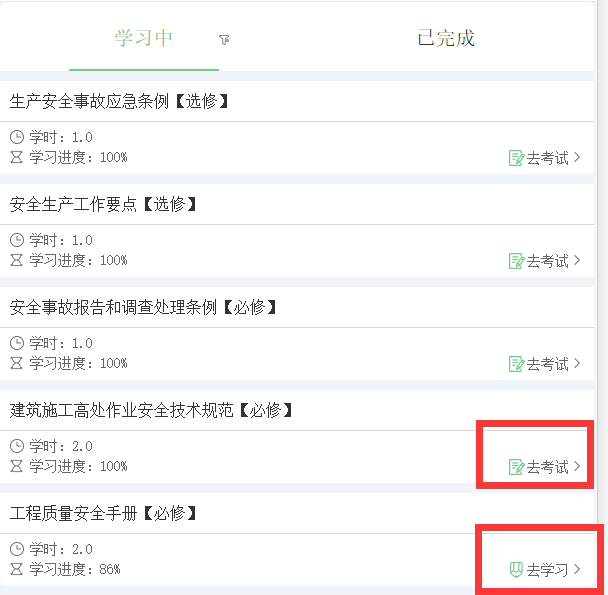 学习中
已完成
生产安全事故应急条例【选修】
学时：1.0
学习进度：100%
去考试
安全生产工作要点【选修】
学时：1.0
学习进度：100%
去考试
安全事故报告和调查处理条例【必修】
学时：1.0
学习进度：100%
去考试
建筑施工高处作业安全技术规范【必修】
学时：2.0
学习进度：100%
去考试
工程质量安全手册【必修】
学时：2.0
学习进度：86%
去学习